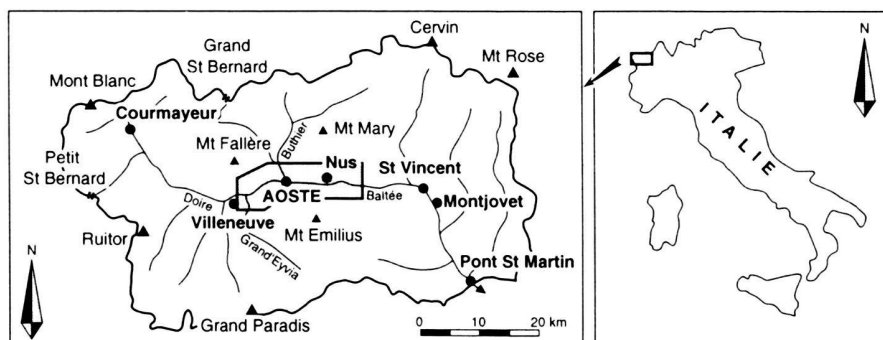 Cervin
Grand
St Bernard
Mt Rose
Mont Blanc
Courmayeur
Buthier
Mt Mary
Mt Fallère
Petit
St Bernard
Nus
St Vincent
AOSTE
Doire
Baltée
Villeneuve
Montjovet
Mt Emilius
Ruitor
Grand'Eyvia
Pont St Martin
N
Grand Paradis
0 10 20 km
N
ITALIE